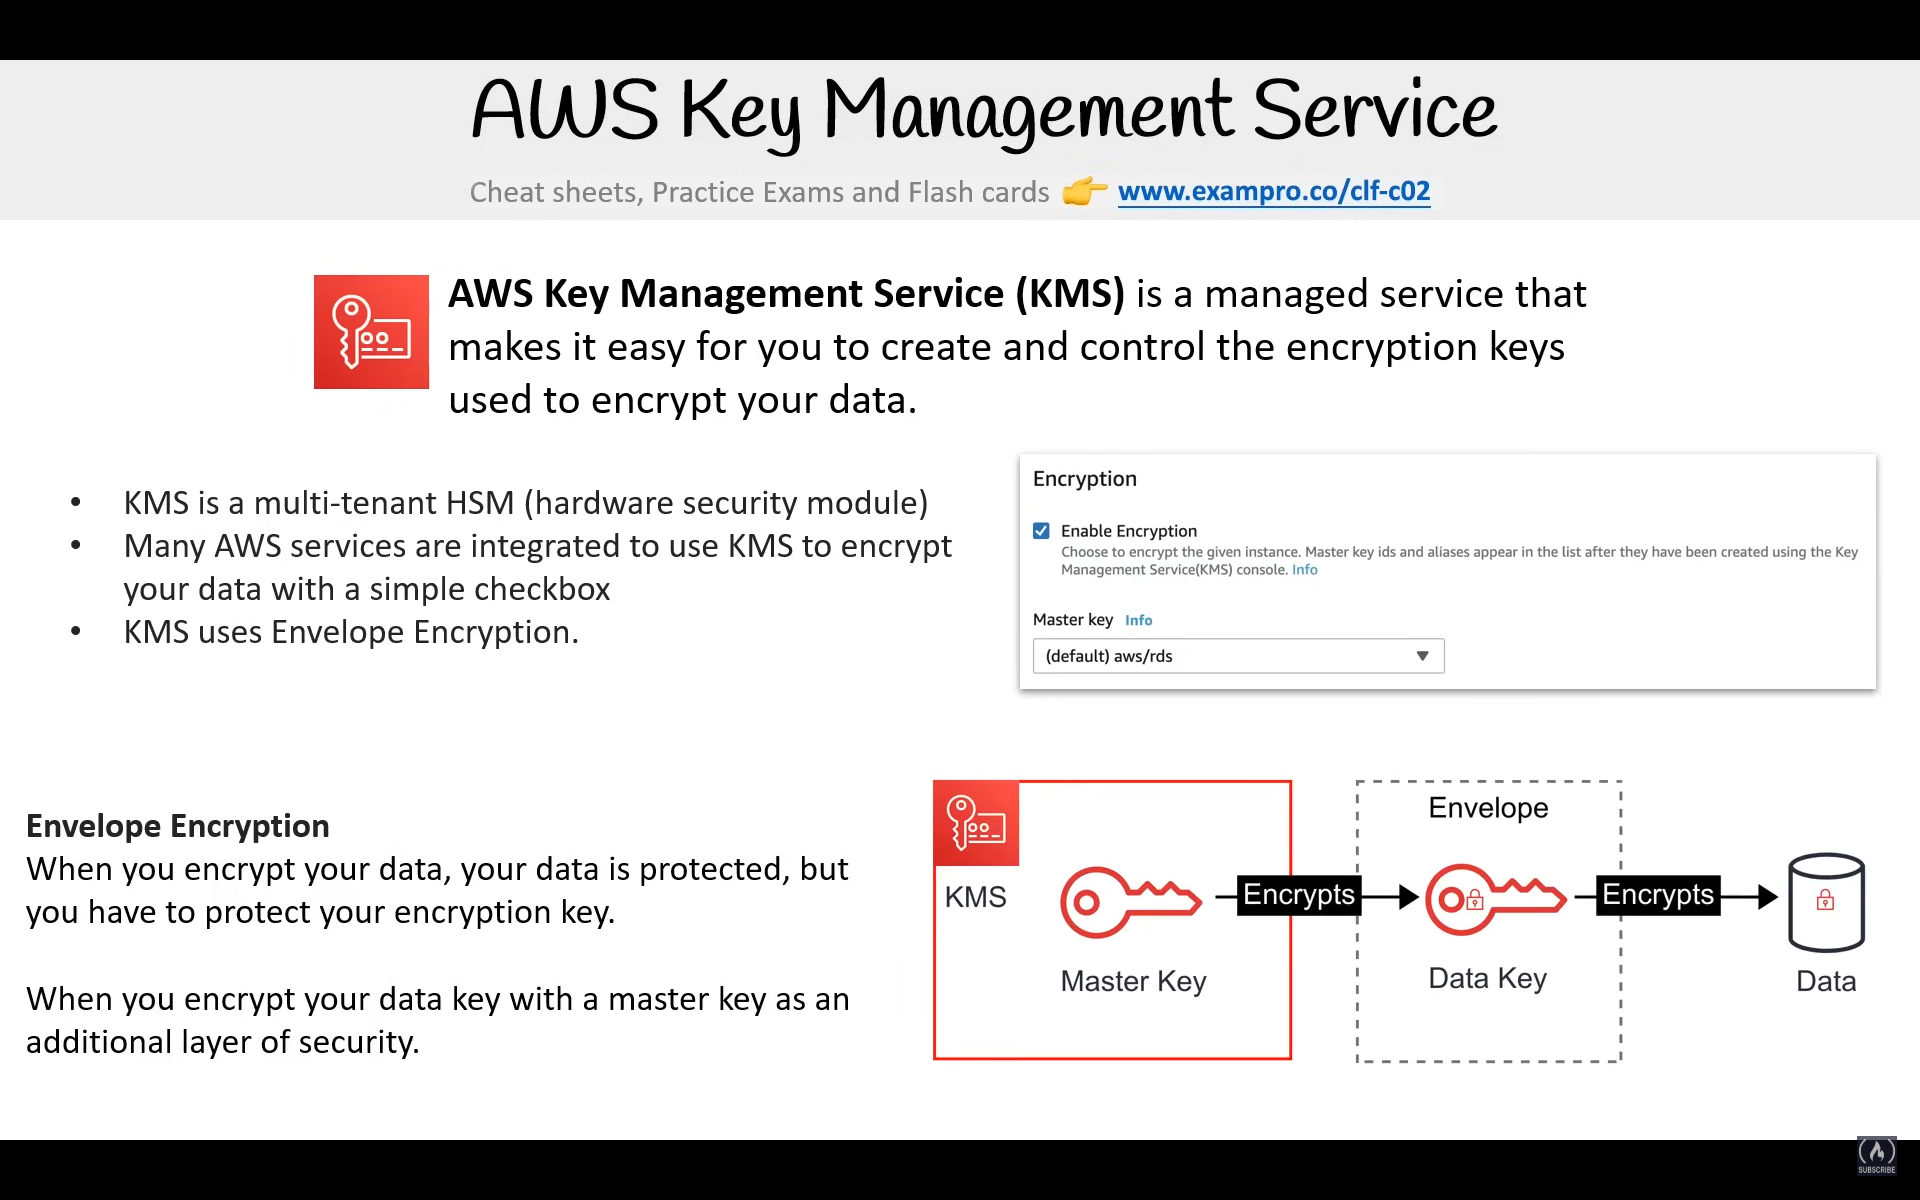 AWS Key Management Service
Cheat sheets, Practice Exams and Flash cards 👉 www.exampro.co/clf-c02
AWS Key Management Service (KMS) is a managed service that
makes it easy for you to create and control the encryption keys
used to encrypt your data.
• KMS is a multi-tenant HSM (hardware security module)
• Many AWS services are integrated to use KMS to encrypt
your data with a simple checkbox
• KMS uses Envelope Encryption.
Encryption
Enable Encryption
Choose to encrypt the given instance. Master key ids and aliases appear in the list after they have been created using the Key
Management Service(KMS) console. Info
Master key Info
(default) aws/rds
Envelope Encryption
When you encrypt your data, your data is protected, but
you have to protect your encryption key.
When you encrypt your data key with a master key as an
additional layer of security.
KMS
Master Key
Encrypts
Envelope
Data Key
Encrypts
Data
SUBSCRIBE